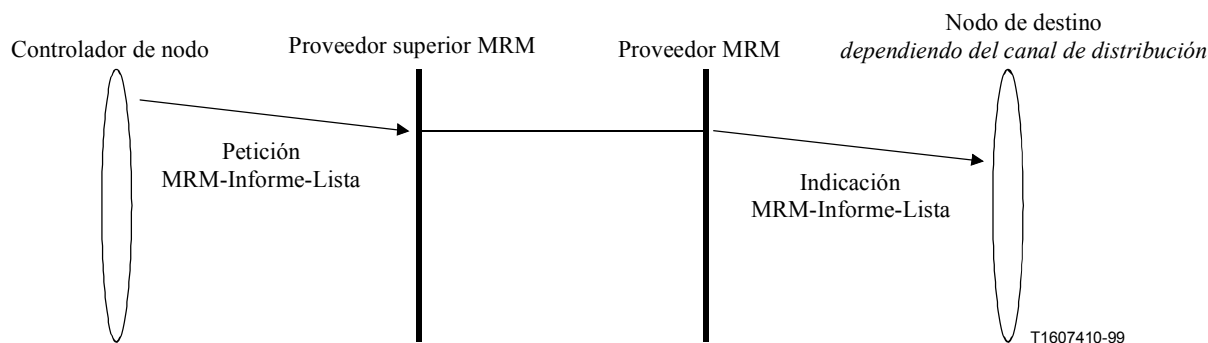 Controlador de nodo
Proveedor superior MRM
Proveedor MRM
Nodo de destino
dependiendo del canal de distribución
Petición
MRM-Informe-Lista
Indicación
MRM-Informe-Lista
T1607410-99